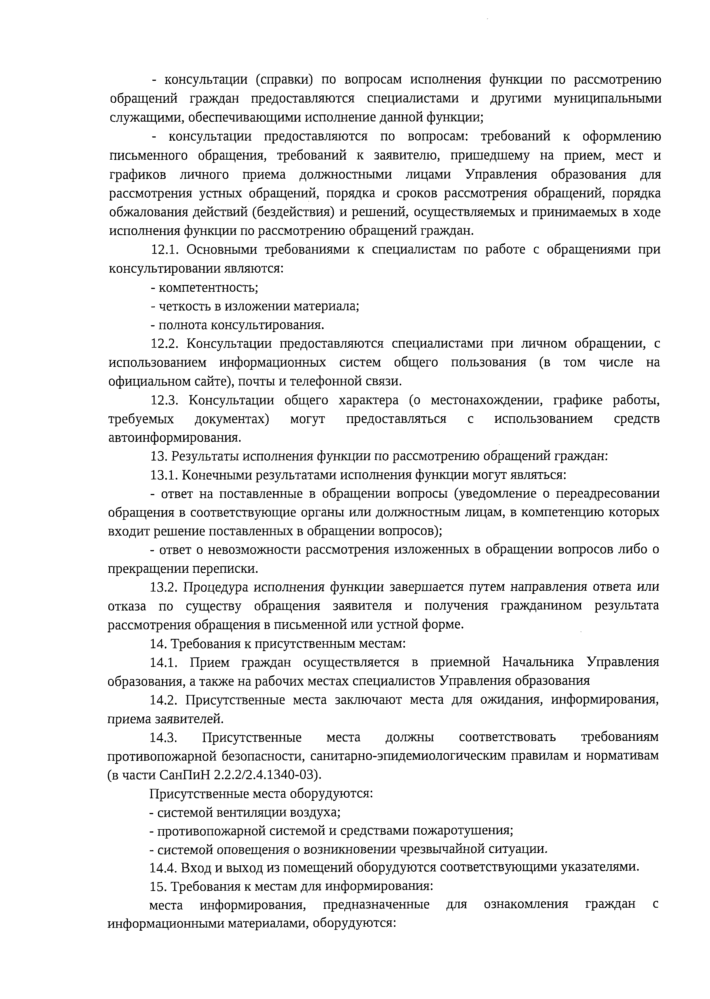 - консультации (справки) по вопросам исполнения функции по рассмотрению
обращений граждан предоставляются специалистами и другими муниципальными
служащими, обеспечивающими исполнение данной функции;
- консультации предоставляются по вопросам: требований к оформлению
письменного обращения, требований к заявителю, пришедшему на прием, мест и
графиков личного приема должностными лицами Управления образования для
рассмотрения устных обращений, порядка и сроков рассмотрения обращений, порядка
обжалования действий (бездействия) и решений, осуществляемых и принимаемых в ходе
исполнения функции по рассмотрению обращений граждан.
12.1. Основными требованиями к специалистам по работе с обращениями при
консультировании являются:
- компетентность;
- четкость в изложении материала;
- полнота консультирования.
12.2. Консультации предоставляются специалистами при личном обращении, с
использованием информационных систем общего пользования (в том числе на
официальном сайте), почты и телефонной связи.
12.3. Консультации общего характера (о местонахождении, графике работы,
требуемых документах) могут предоставляться с использованием средств
автоинформирования.
13. Результаты исполнения функции по рассмотрению обращений граждан:
13.1. Конечными результатами исполнения функции могут являться:
- ответ на поставленные в обращении вопросы (уведомление о переадресовании
обращения в соответствующие органы или должностным лицам, в компетенцию которых
входит решение поставленных в обращении вопросов);
- ответ о невозможности рассмотрения изложенных в обращении вопросов либо о
прекращении переписки.
13.2. Процедура исполнения функции завершается путем направления ответа или
отказа по существу обращения заявителя и получения гражданином результата
рассмотрения обращения в письменной или устной форме.
14. Требования к присутственным местам:
14.1. Прием граждан осуществляется в приемной Начальника Управления
образования, а также на рабочих местах специалистов Управления образования
14.2. Присутственные места заключают места для ожидания, информирования,
приема заявителей.
14.3. Присутственные места должны соответствовать требованиям
противопожарной безопасности, санитарно-эпидемиологическим правилам и нормативам
(в части СанПиН 2.2.2/2.4.1340-03).
Присутственные места оборудуются:
- системой вентиляции воздуха;
- противопожарной системой и средствами пожаротушения;
- системой оповещения о возникновении чрезвычайной ситуации.
14.4. Вход и выход из помещений оборудуются соответствующими указателями.
15. Требования к местам для информирования:
места информирования, предназначенные для ознакомления граждан с
информационными материалами, оборудуются: